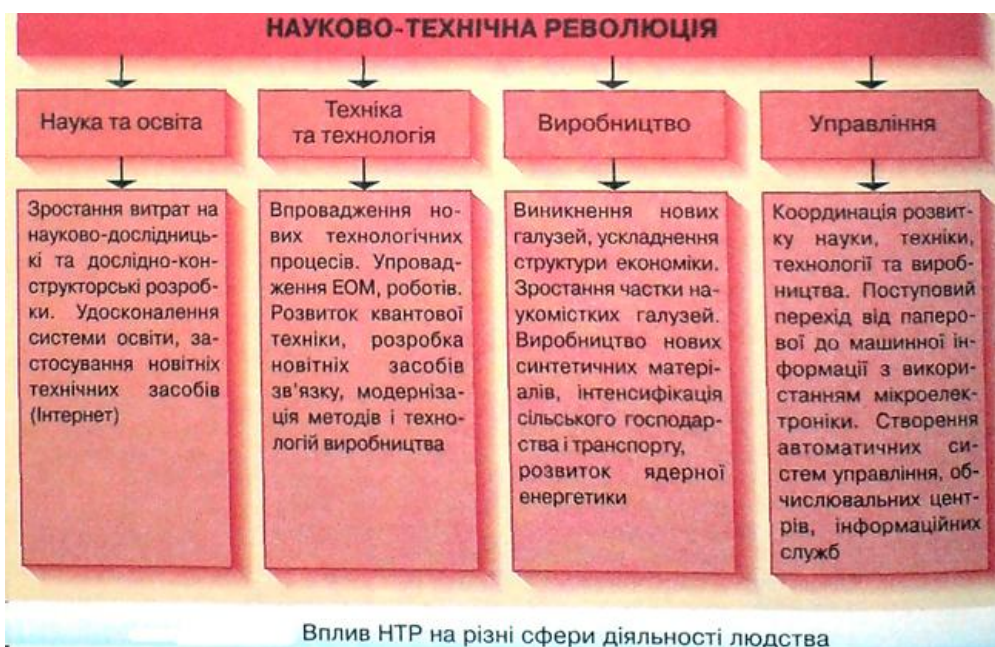 НАУКОВО-ТЕХНІЧНА РЕВОЛЮЦІЯ
Наука та освіта
Техніка
та технологія
Виробництво
Управління
Зростання витрат на
науково-дослідниць-
кі та дослідно-кон-
структорські розроб-
ки. Удосконалення
системи освіти, за-
стосування новітніх
технічних засобів
(Інтернет)
Впровадження но-
вих технологічних
процесів. Упровад-
ження ЕОМ, роботів.
Розвиток квантової
техніки, розробка
новітніх засобів
зв'язку, модерніза-
ція методів і техно-
логій виробництва
Виникнення нових
галузей, ускладнення
структури економіки.
Зростання частки на-
укомістких галузей.
Виробництво нових
синтетичних матері-
алів, інтенсифікація
сільського господар-
ства і транспорту,
розвиток ядерної
енергетики
Координація розвит-
ку науки, техніки,
технології та вироб-
ництва. Поступовий
перехід від паперо-
вої до машинної ін-
формації з викори-
станням мікроелек-
троніки. Створення
автоматичних си-
стем управління, об-
числювальних цент-
рів, інформаційних
служб
Вплив НТР на різні сфери діяльності людства